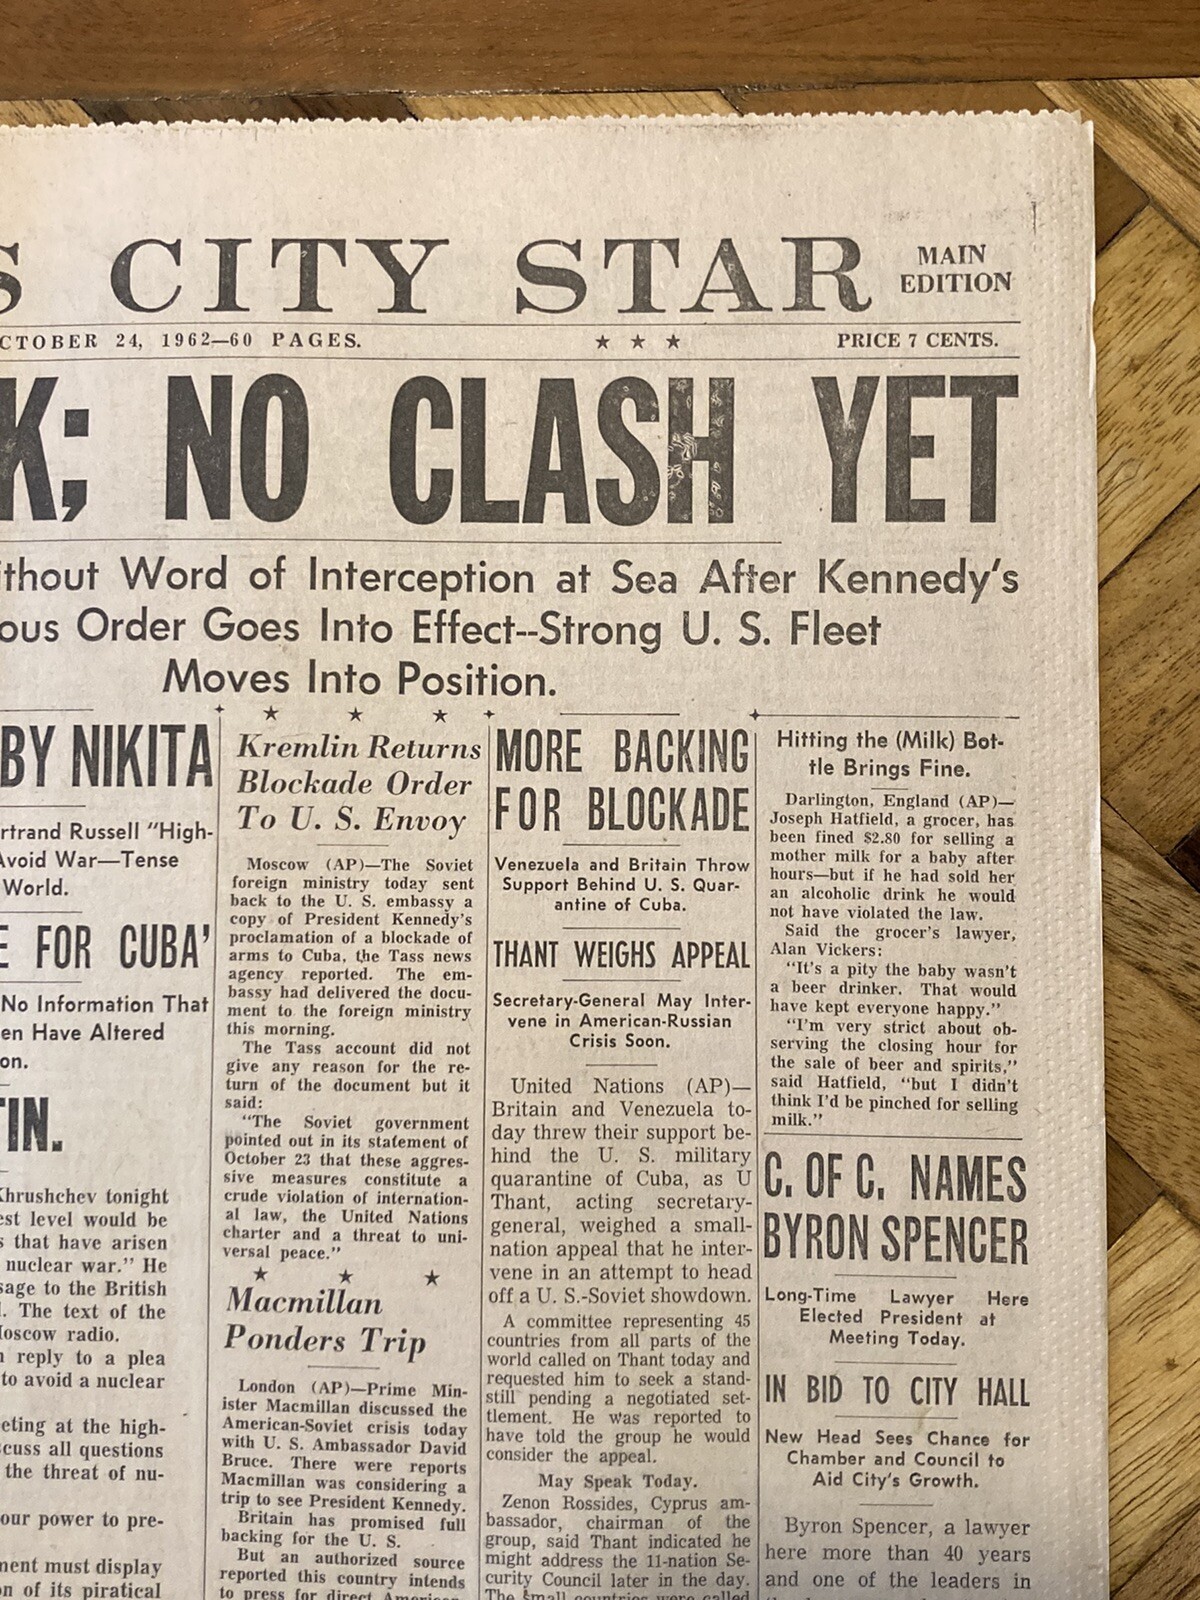 S CITY STAR
MAIN
EDITION
CTOBER 24, 1962—60 PAGES.
★ ★ ★
PRICE 7 CENTS.
K; NO CLASH YET
ithout Word of Interception at Sea After Kennedy's
ous Order Goes Into Effect--Strong U. S. Fleet
Moves Into Position.
BY NIKITA
rtrand Russell "High-
Avoid War—Tense
World.
E FOR CUBA'
No Information That
en Have Altered
on.
TIN.
Khrushchev tonight
est level would be
s that have arisen
nuclear war." He
sage to the British
l. The text of the
Moscow radio.
n reply to a plea
to avoid a nuclear
eting at the high-
scuss all questions
the threat of nu-
our power to pre-
ment must display
on of its piratical
★ ★ ★
Kremlin Returns
Blockade Order
To U. S. Envoy
Moscow (AP)—The Soviet
foreign ministry today sent
back to the U. S. embassy a
copy of President Kennedy's
proclamation of a blockade of
arms to Cuba, the Tass news
agency reported. The em-
bassy had delivered the docu-
ment to the foreign ministry
this morning.
The Tass account did not
give any reason for the re-
turn of the document but it
said:
"The Soviet government
pointed out in its statement of
October 23 that these aggres-
sive measures constitute a
crude violation of internation-
al law, the United Nations
charter and a threat to uni-
versal peace."
★ ★ ★
Macmillan
Ponders Trip
London (AP)—Prime Min-
ister Macmillan discussed the
American-Soviet crisis today
with U. S. Ambassador David
Bruce. There were reports
Macmillan was considering a
trip to see President Kennedy.
Britain has promised full
backing for the U. S.
But an authorized source
reported this country intends
to press for direct American-
MORE BACKING
FOR BLOCKADE
Venezuela and Britain Throw
Support Behind U. S. Quar-
antine of Cuba.
THANT WEIGHS APPEAL
Secretary-General May Inter-
vene in American-Russian
Crisis Soon.
United Nations (AP)—
Britain and Venezuela to-
day threw their support be-
hind the U. S. military
quarantine of Cuba, as U
Thant, acting secretary-
general, weighed a small-
nation appeal that he inter-
vene in an attempt to head
off a U. S.-Soviet showdown.
A committee representing 45
countries from all parts of the
world called on Thant today and
requested him to seek a stand-
still pending a negotiated set-
tlement. He was reported to
have told the group he would
consider the appeal.
May Speak Today.
Zenon Rossides, Cyprus am-
bassador, chairman of the
group, said Thant indicated he
might address the 11-nation Se-
curity Council later in the day.
The small countries were called
Hitting the (Milk) Bot-
tle Brings Fine.
Darlington, England (AP)—
Joseph Hatfield, a grocer, has
been fined $2.80 for selling a
mother milk for a baby after
hours—but if he had sold her
an alcoholic drink he would
not have violated the law.
Said the grocer's lawyer,
Alan Vickers:
"It's a pity the baby wasn't
a beer drinker. That would
have kept everyone happy."
"I'm very strict about ob-
serving the closing hour for
the sale of beer and spirits,"
said Hatfield, "but I didn't
think I'd be pinched for selling
milk."
C. OF C. NAMES
BYRON SPENCER
Long-Time Lawyer Here
Elected President at
Meeting Today.
IN BID TO CITY HALL
New Head Sees Chance for
Chamber and Council to
Aid City's Growth.
Byron Spencer, a lawyer
here more than 40 years
and one of the leaders in